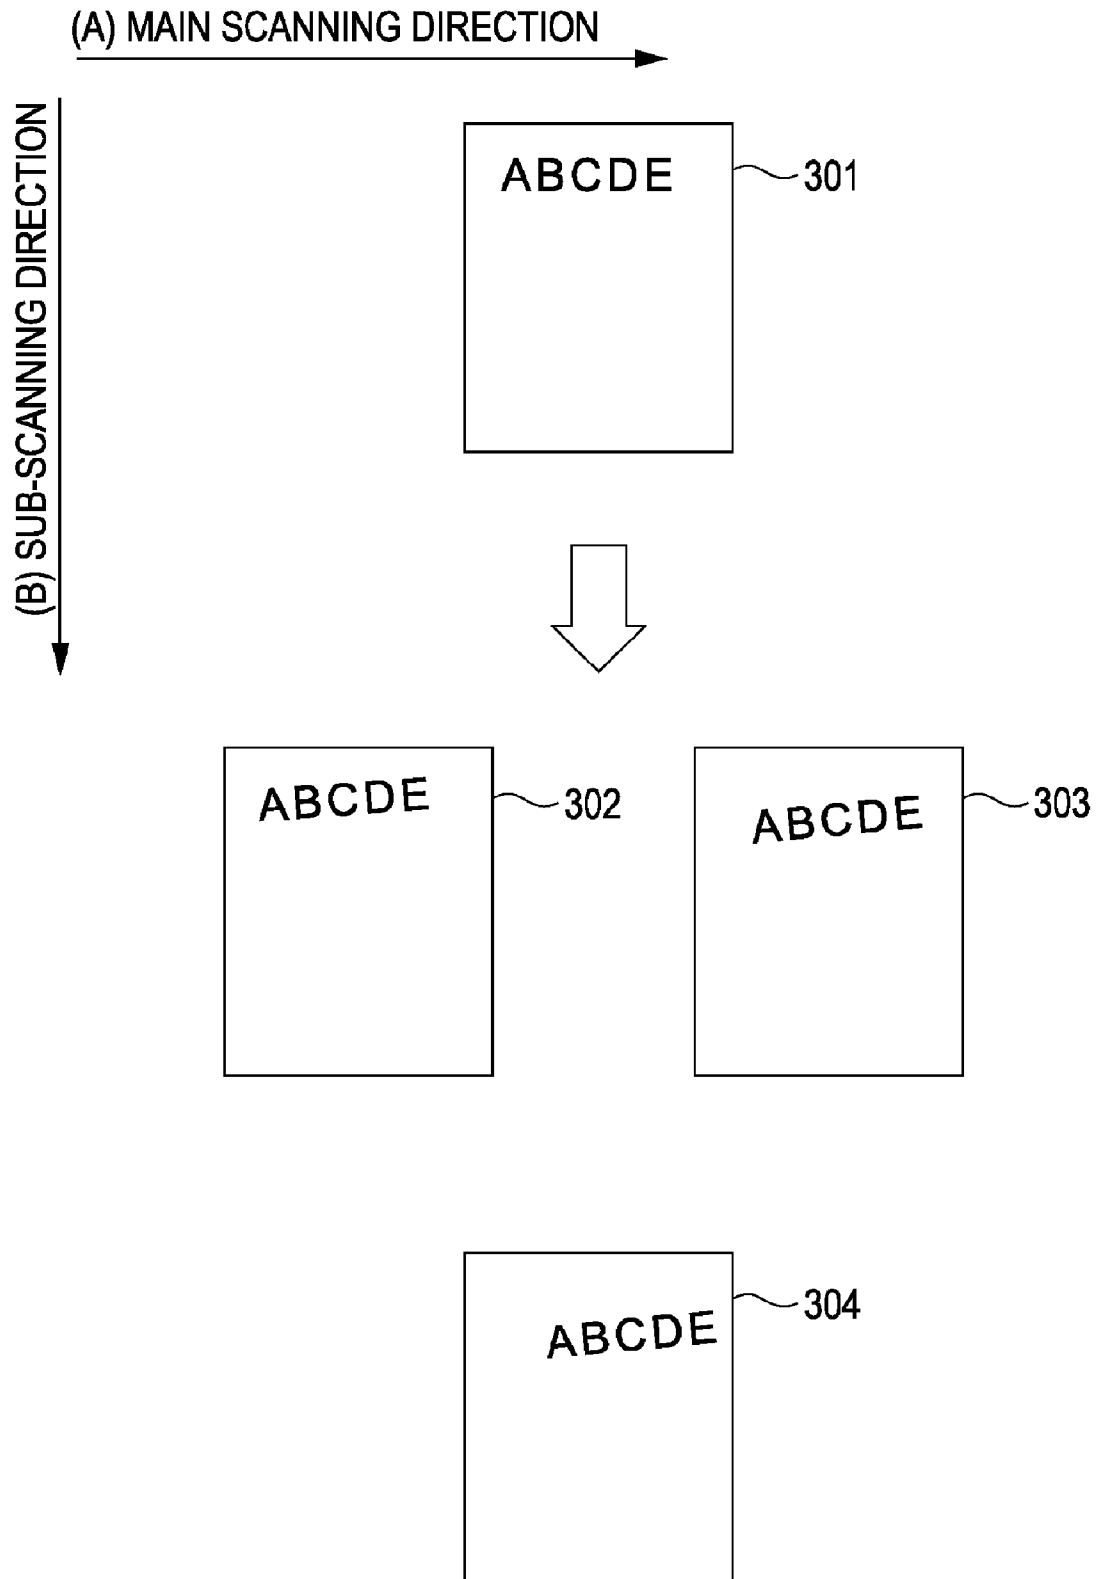 (A) MAIN SCANNING DIRECTION
(B) SUB-SCANNING DIRECTION
ABCDE
301
ABCDE
302
ABCDE
303
ABCDE
304